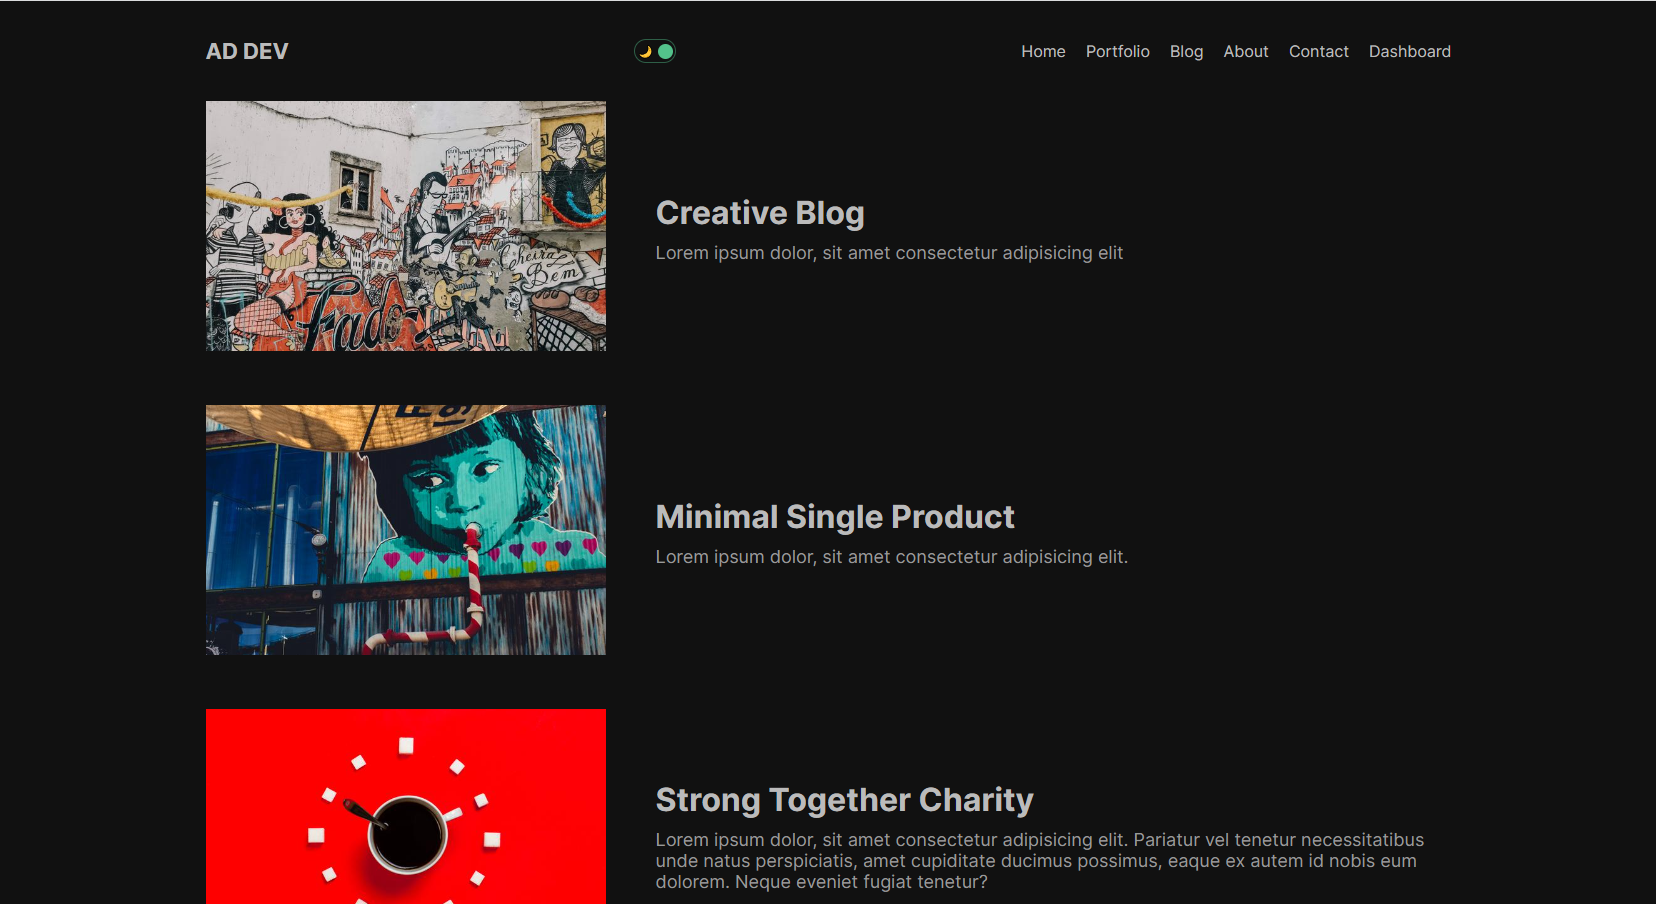 AD DEV
Home Portfolio Blog About Contact Dashboard
Cheira
Bem
fado
Creative Blog
Lorem ipsum dolor, sit amet consectetur adipisicing elit
Minimal Single Product
Lorem ipsum dolor, sit amet consectetur adipisicing elit.
Strong Together Charity
Lorem ipsum dolor, sit amet consectetur adipisicing elit. Pariatur vel tenetur necessitatibus
unde natus perspiciatis, amet cupiditate ducimus possimus, eaque ex autem id nobis eum
dolorem. Neque eveniet fugiat tenetur?